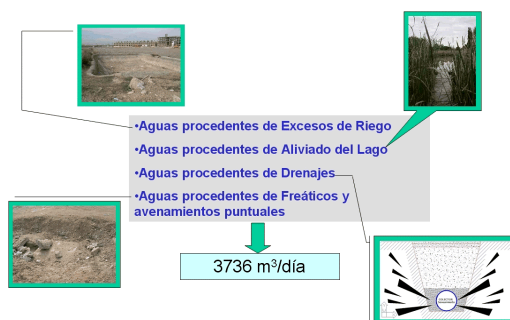 •Aguas procedentes de Excesos de Riego
•Aguas procedentes de Aliviado del Lago
•Aguas procedentes de Drenajes
•Aguas procedentes de Freáticos y
avenamientos puntuales
3736 m³/día